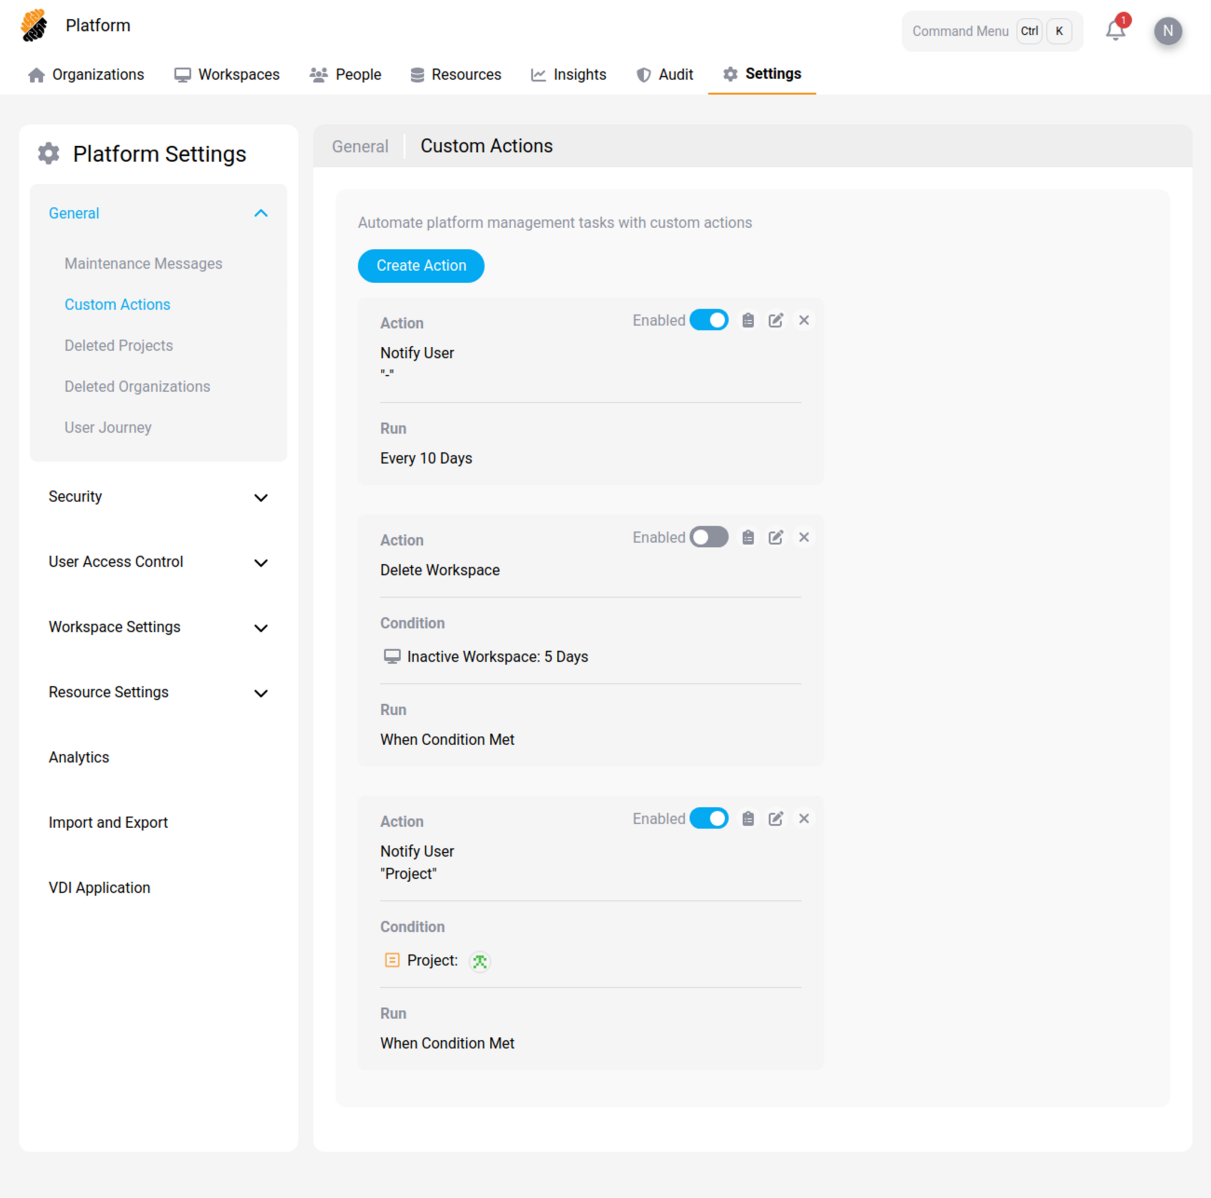 Platform
Command Menu Ctrl K
1
N
Organizations Workspaces People Resources Insights Audit Settings
Platform Settings
General
Maintenance Messages
Custom Actions
Deleted Projects
Deleted Organizations
User Journey
Security
User Access Control
Workspace Settings
Resource Settings
Analytics
Import and Export
VDI Application
General Custom Actions
Automate platform management tasks with custom actions
Create Action
Action Enabled
Notify User
"-"
Run
Every 10 Days
Action Enabled
Delete Workspace
Condition
Inactive Workspace: 5 Days
Run
When Condition Met
Action Enabled
Notify User
"Project"
Condition
Project:
Run
When Condition Met